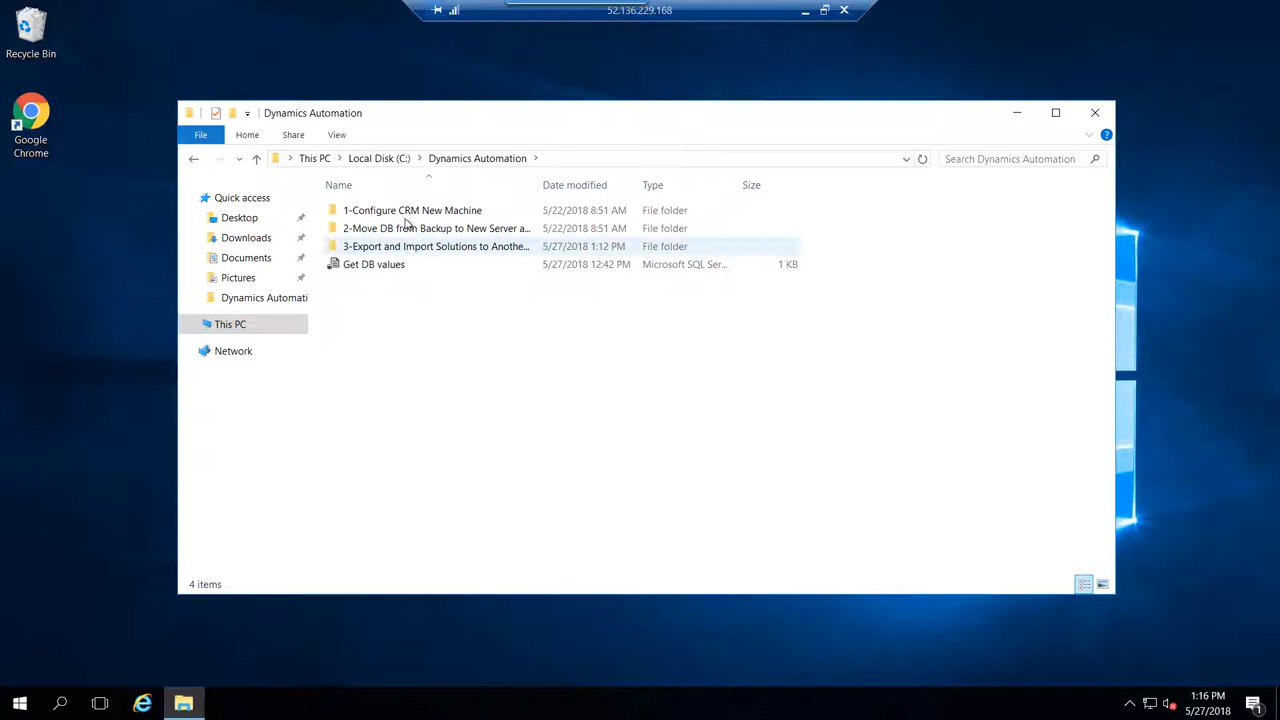 52.136.229.168
Recycle Bin
Google
Chrome
Dynamics Automation
File Home Share View
This PC Local Disk (C:) Dynamics Automation
Search Dynamics Automation
Name Date modified Type Size
Quick access
Desktop
Downloads
Documents
Pictures
Dynamics Automati
This PC
Network
1-Configure CRM New Machine 5/22/2018 8:51 AM File folder
2-Move DB from Backup to New Server a... 5/22/2018 8:51 AM File folder
3-Export and Import Solutions to Anothe... 5/27/2018 1:12 PM File folder
Get DB values 5/27/2018 12:42 PM Microsoft SQL Ser... 1 KB
4 items
1:16 PM
5/27/2018
1